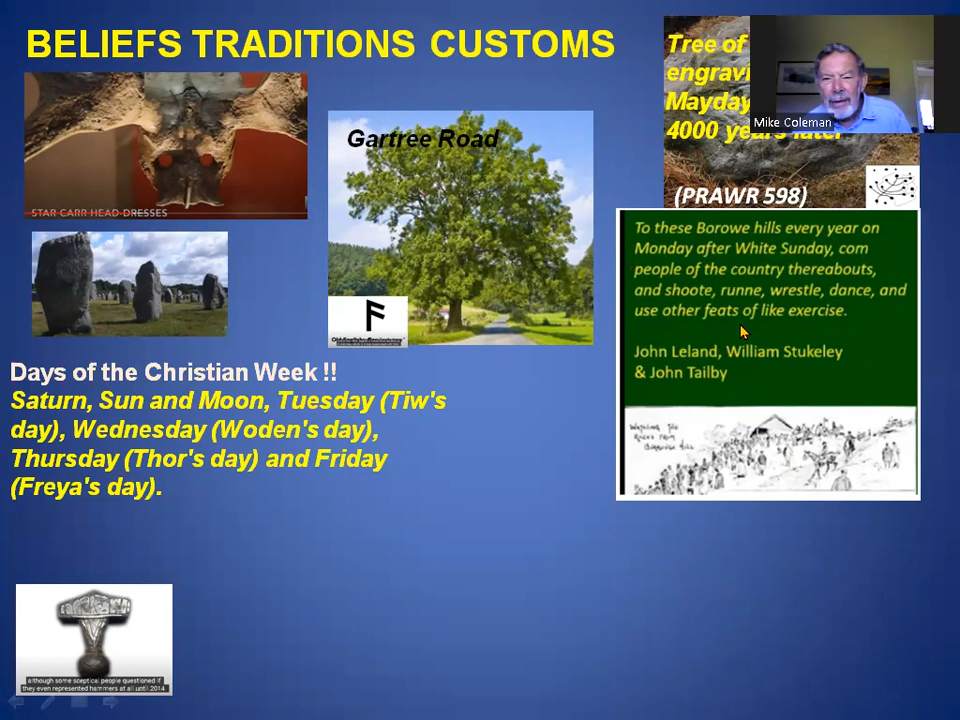 BELIEFS TRADITIONS CUSTOMS
Tree of
Mayday
4000 years later
(PRAWR 598)
Mike Coleman
STAR CARR HEAD-DRESSES
Gartree Road
To these Borowe hills every year on
Monday after White Sunday, com
people of the country thereabouts,
and shoote, runne, wrestle, dance, and
use other feats of like exercise.
John Leland, William Stukeley
& John Tailby
Days of the Christian Week !!
Saturn, Sun and Moon, Tuesday (Tiw's
day), Wednesday (Woden's day),
Thursday (Thor's day) and Friday
(Freya's day).
RACES FROM
although some sceptical people questioned if
they even represented hammers at all until 2014